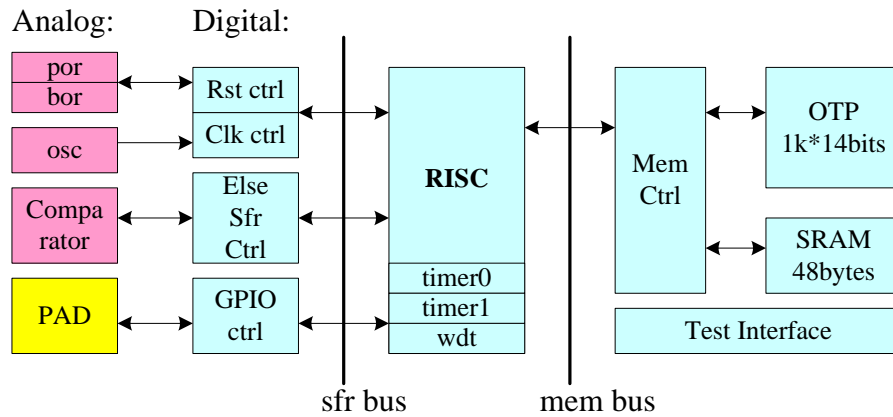 Analog:
Digital:
por
bor
osc
Compa
rator
PAD
Rst ctrl
Clk ctrl
Else
Sfr
Ctrl
GPIO
ctrl
sfr bus
RISC
timer0
timer1
wdt
mem bus
Mem
Ctrl
OTP
1k*14bits
SRAM
48bytes
Test Interface